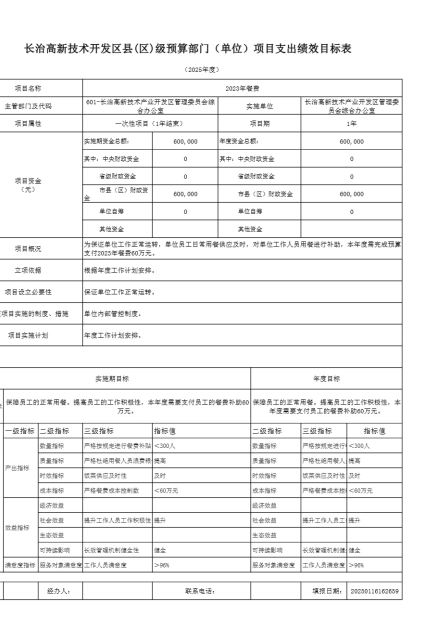 长治高新技术开发区县(区)级预算部门（单位）项目支出绩效目标表
（2025年度）
项目名称 2023年餐费
主管部门及代码 601-长治高新技术产业开发区管理委员会综合办公室 实施单位 长治高新技术产业开发区管理委员会综合办公室
项目属性 一次性项目（1年结束） 项目期 1年
项目资金（元） 实施期资金总额: 600,000 年度资金总额: 600,000
其中：中央财政资金 0 其中：中央财政资金 0
省级财政资金 0 省级财政资金 0
市县（区）财政资金 600,000 市县（区）财政资金 600,000
单位自筹 0 单位自筹 0
其他资金 其他资金
项目概况 为保证单位工作正常运转，单位员工日常用餐供应及时，对单位工作人员用餐进行补助，本年度需完成预算支付2023年餐费60万元。
立项依据 根据年度工作计划安排。
项目设立必要性 保证单位工作正常运转。
项目实施的制度、措施 单位内部管控制度。
项目实施计划 年度工作计划安排。
实施期目标 年度目标
保障员工的正常用餐。提高员工的工作积极性，本年度需要支付员工的餐费补助60万元。 保障员工的正常用餐。提高员工的工作积极性，本年度需要支付员工的餐费补助60万元。
一级指标 二级指标 三级指标 指标值 二级指标 三级指标 指标值
产出指标 数量指标 严格按规定进行餐费补贴 ＜300人 数量指标 严格按规定进行 ＜300人
质量指标 严格杜绝用餐人员浪费粮 提高 质量指标 严格杜绝用餐人 提高
时效指标 饭菜供应及时性 及时 时效指标 饭菜供应及时性 及时
成本指标 严格餐费成本控制数 ＜60万元 成本指标 严格餐费成本控 ＜60万元
效益指标 经济效益 经济效益
社会效益 提升工作人员工作积极性 提升 社会效益 提升工作人员工 提升
生态效益 生态效益
可持续影响 长效管理机制健全性 健全 可持续影响 长效管理机制健 健全
满意度指标 服务对象满意度 工作人员满意度 ＞96% 服务对象满意度 工作人员满意度 ＞96%
经办人： 联系电话： 填报日期： 20250116162659